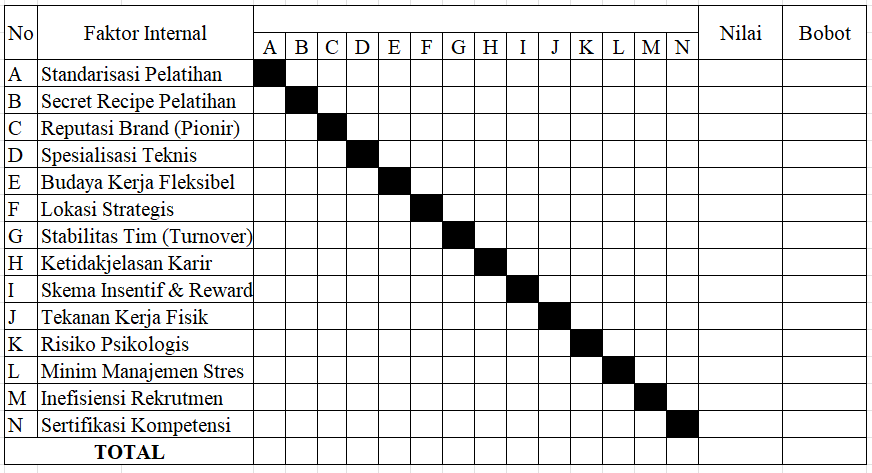 No Faktor Internal Nilai Bobot
A B C D E F G H I J K L M N
A Standarisasi Pelatihan
B Secret Recipe Pelatihan
C Reputasi Brand (Pionir)
D Spesialisasi Teknis
E Budaya Kerja Fleksibel
F Lokasi Strategis
G Stabilitas Tim (Turnover)
H Ketidakjelasan Karir
I Skema Insentif & Reward
J Tekanan Kerja Fisik
K Risiko Psikologis
L Minim Manajemen Stres
M Inefisiensi Rekrutmen
N Sertifikasi Kompetensi
TOTAL